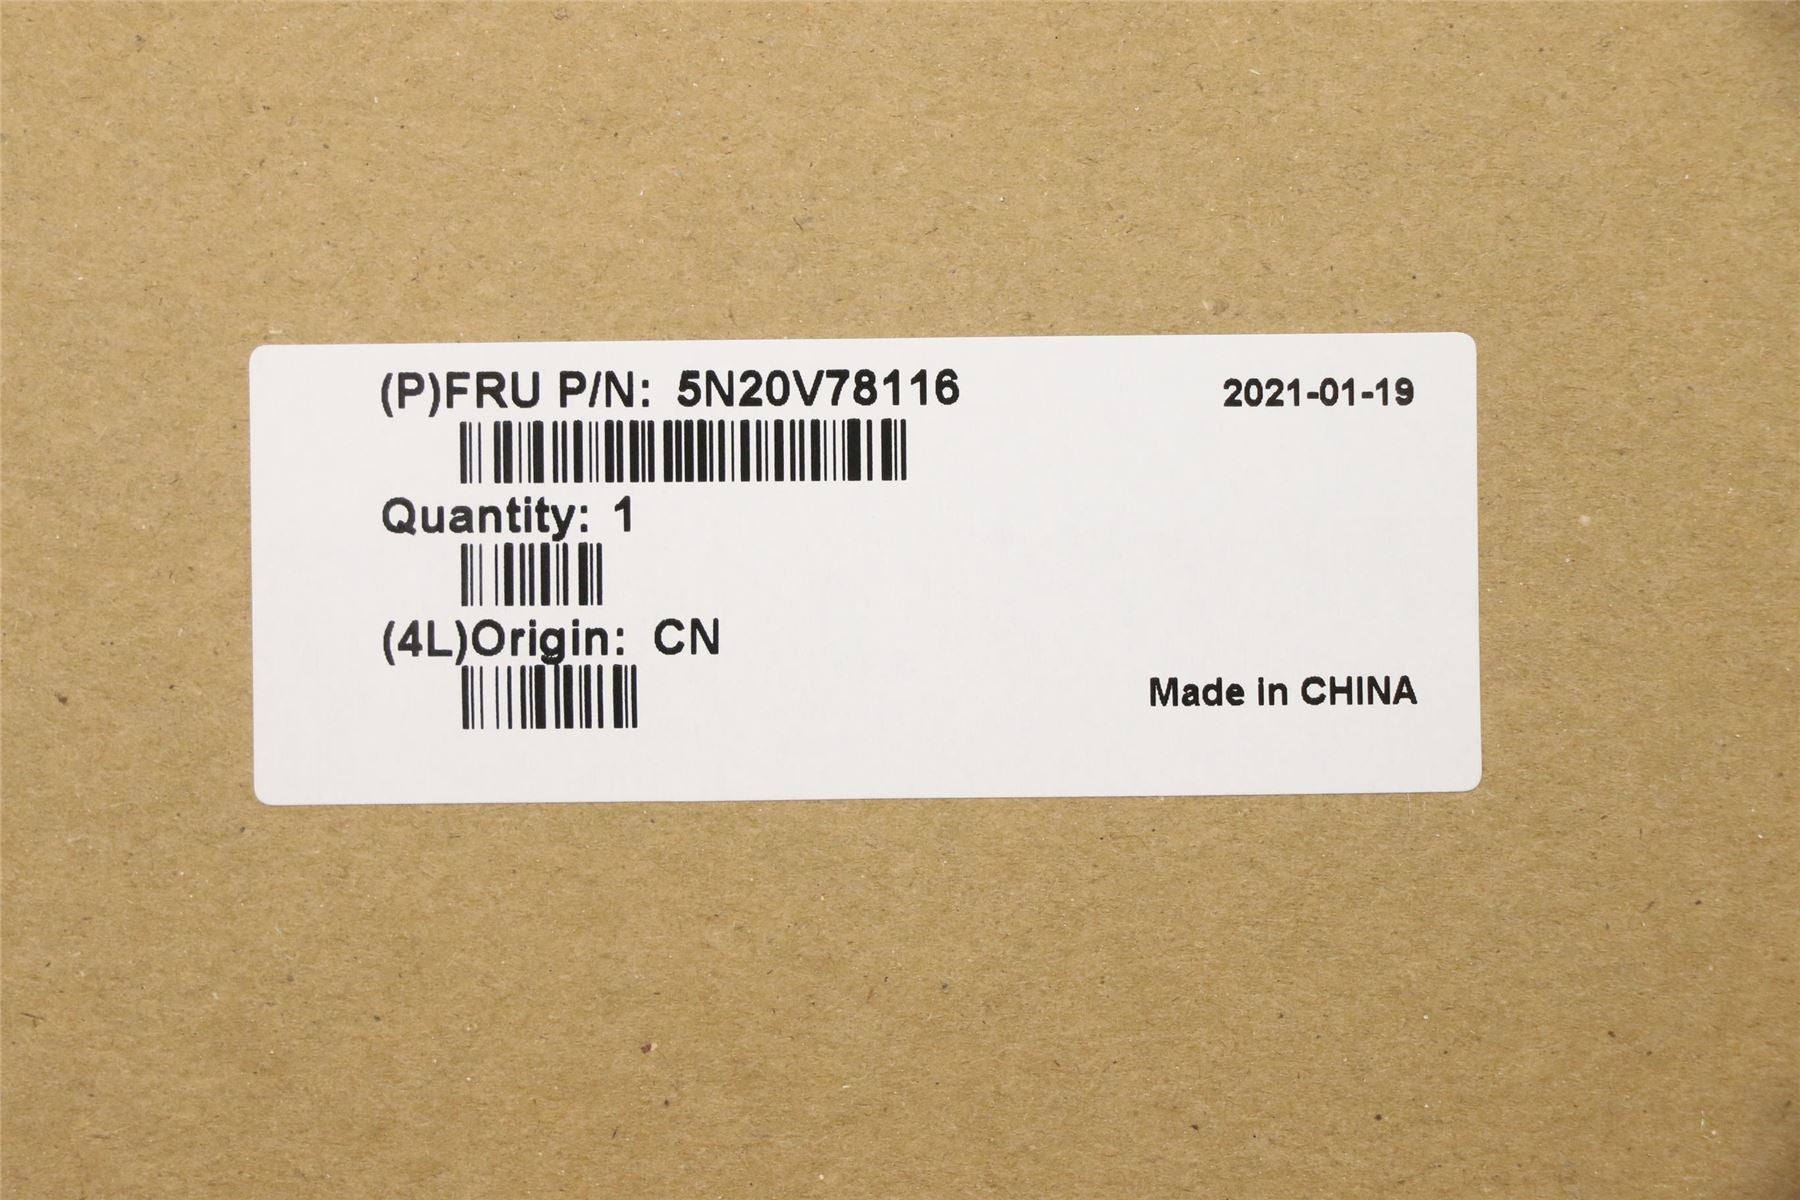 (P)FRU P/N: 5N20V78116
2021-01-19
Quantity: 1
(4L)Origin: CN
Made in CHINA